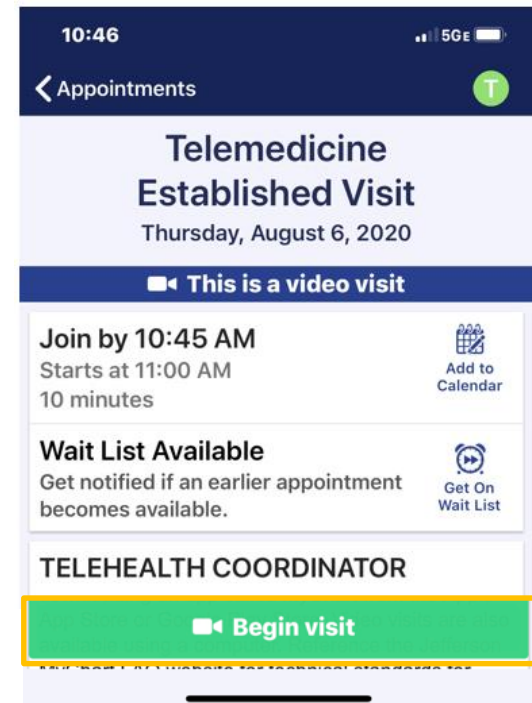 10:46
5GE
Appointments
T
Telemedicine
Established Visit
Thursday, August 6, 2020
This is a video visit
Join by 10:45 AM
Starts at 11:00 AM
10 minutes
Add to
Calendar
Wait List Available
Get notified if an earlier appointment
becomes available.
Get On
Wait List
TELEHEALTH COORDINATOR
Begin visit